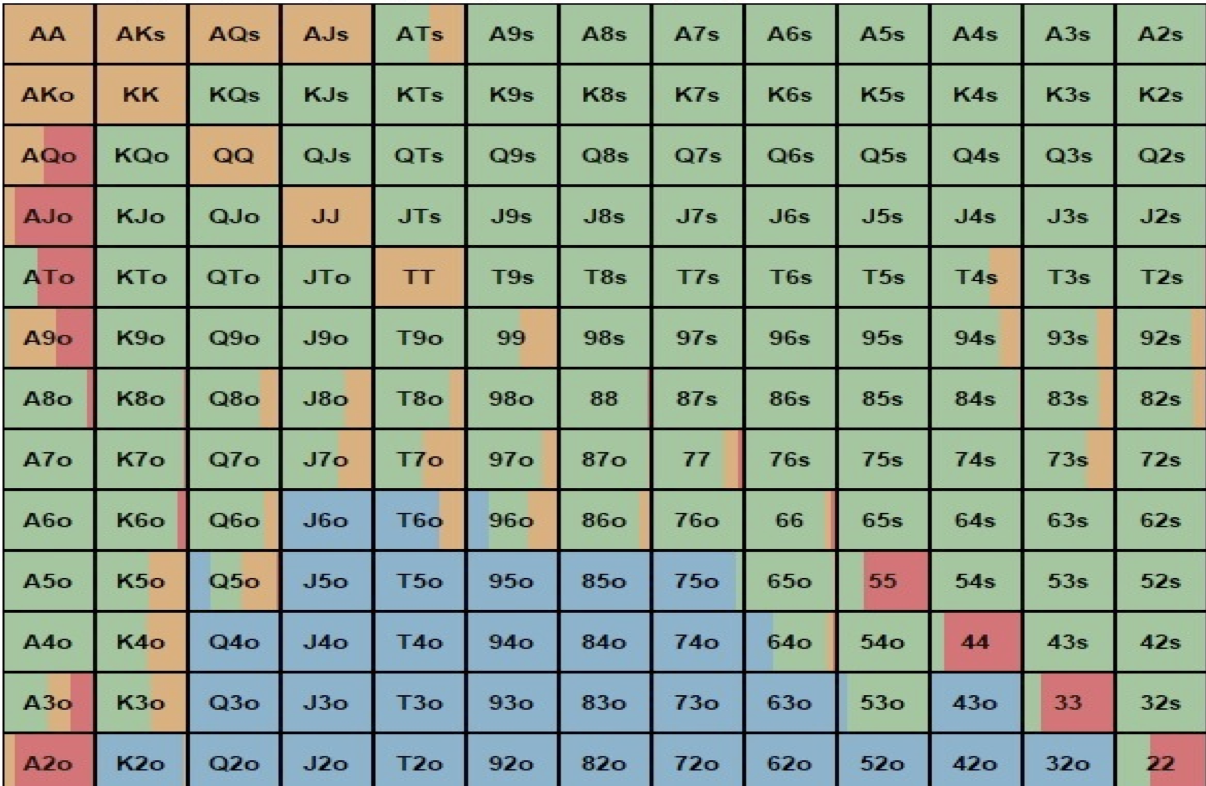 AA AKs AQs AJs ATs A9s A8s A7s A6s A5s A4s A3s A2s
AKo KK KQs KJs KTs K9s K8s K7s K6s K5s K4s K3s K2s
AQo KQo QQ QJs QTs Q9s Q8s Q7s Q6s Q5s Q4s Q3s Q2s
AJo KJo QJo JJ JTs J9s J8s J7s J6s J5s J4s J3s J2s
ATo KTo QTo JTo TT T9s T8s T7s T6s T5s T4s T3s T2s
A9o K9o Q9o J9o T9o 99 98s 97s 96s 95s 94s 93s 92s
A8o K8o Q8o J8o T8o 98o 88 87s 86s 85s 84s 83s 82s
A7o K7o Q7o J7o T7o 97o 87o 77 76s 75s 74s 73s 72s
A6o K6o Q6o J6o T6o 96o 86o 76o 66 65s 64s 63s 62s
A5o K5o Q5o J5o T5o 95o 85o 75o 65o 55 54s 53s 52s
A4o K4o Q4o J4o T4o 94o 84o 74o 64o 54o 44 43s 42s
A3o K3o Q3o J3o T3o 93o 83o 73o 63o 53o 43o 33 32s
A2o K2o Q2o J2o T2o 92o 82o 72o 62o 52o 42o 32o 22